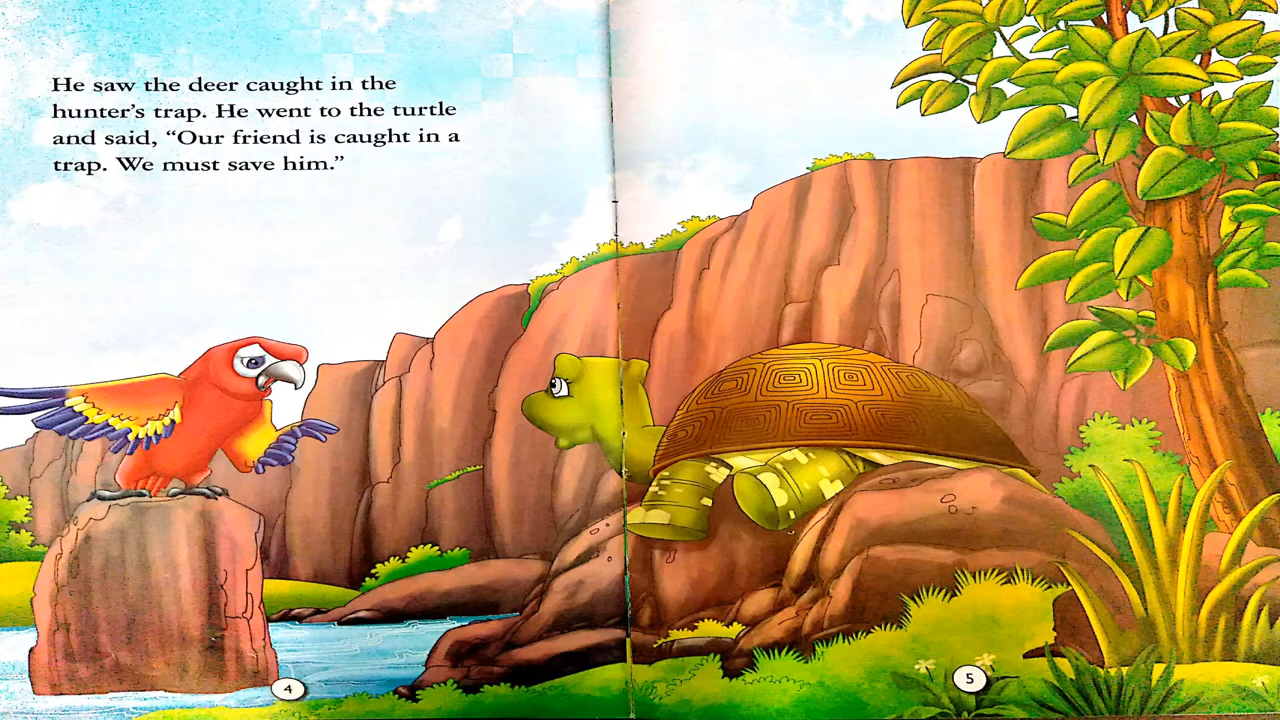 He saw the deer caught in the
hunter’s trap. He went to the turtle
and said, “Our friend is caught in a
trap. We must save him.”
4
5